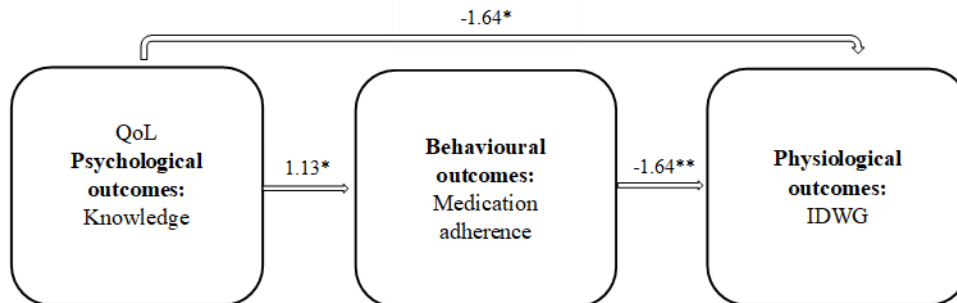 -1.64*
QoL
Psychological
outcomes:
Knowledge
1.13*
Behavioural
outcomes:
Medication
adherence
-1.64**
Physiological
outcomes:
IDWG